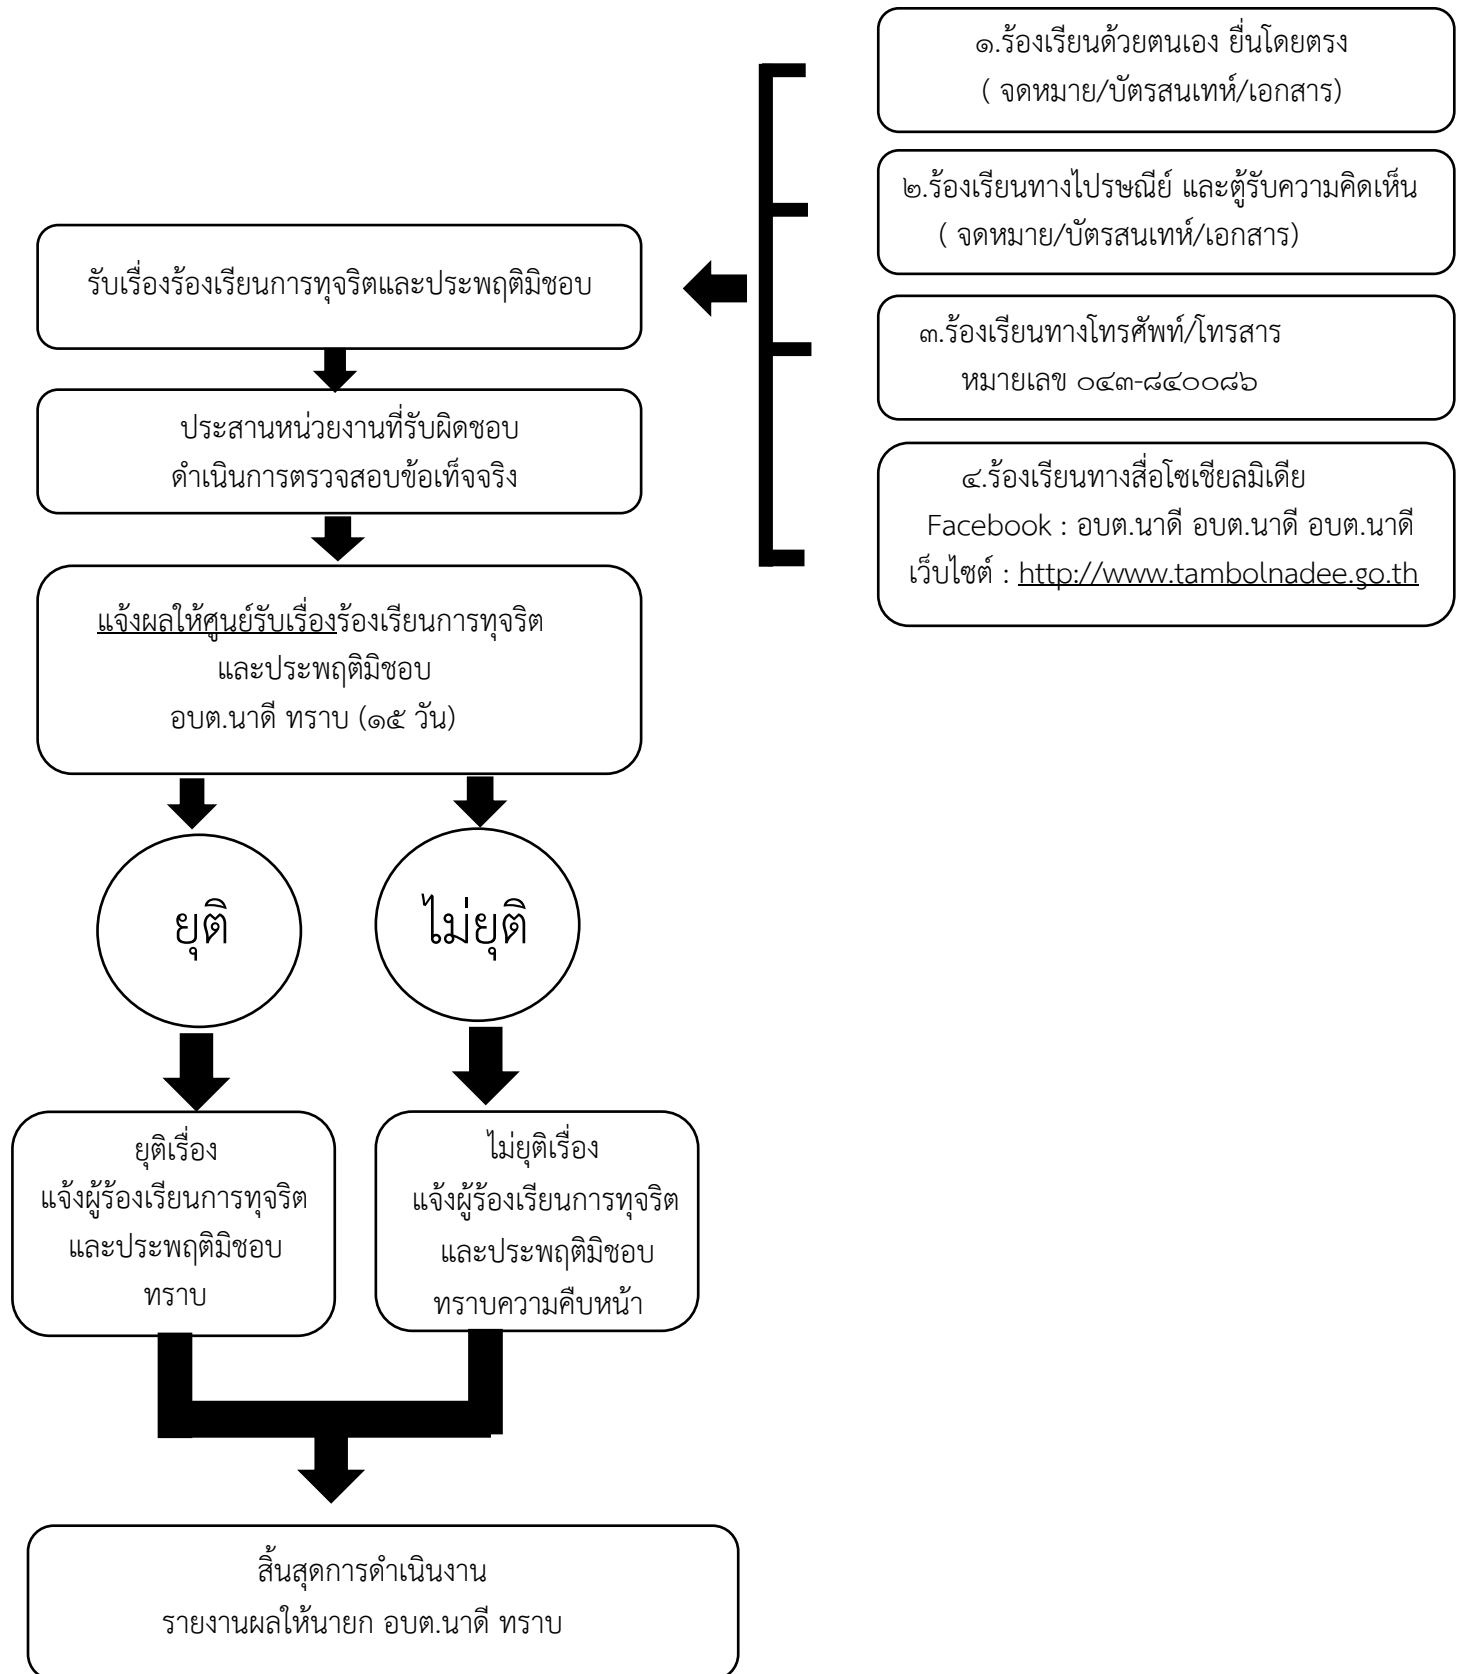 ๑.ร้องเรียนด้วยตนเอง ยื่นโดยตรง
( จดหมาย/บัตรสนเทห์/เอกสาร)
๒.ร้องเรียนทางไปรษณีย์ และตู้รับความคิดเห็น
( จดหมาย/บัตรสนเทห์/เอกสาร)
๓.ร้องเรียนทางโทรศัพท์/โทรสาร
หมายเลข ๐๔๓-๘๔๐๐๘๖
๔.ร้องเรียนทางสื่อโซเชียลมิเดีย
Facebook : อบต.นาดี อบต.นาดี อบต.นาดี
เว็บไซต์ : http://www.tambolnadee.go.th
รับเรื่องร้องเรียนการทุจริตและประพฤติมิชอบ
ประสานหน่วยงานที่รับผิดชอบ
ดำเนินการตรวจสอบข้อเท็จจริง
แจ้งผลให้ศูนย์รับเรื่องร้องเรียนการทุจริต
และประพฤติมิชอบ
อบต.นาดี ทราบ (๑๕ วัน)
ยุติ
ไม่ยุติ
ยุติเรื่อง
แจ้งผู้ร้องเรียนการทุจริต
และประพฤติมิชอบ
ทราบ
ไม่ยุติเรื่อง
แจ้งผู้ร้องเรียนการทุจริต
และประพฤติมิชอบ
ทราบความคืบหน้า
สิ้นสุดการดำเนินงาน
รายงานผลให้นายก อบต.นาดี ทราบ